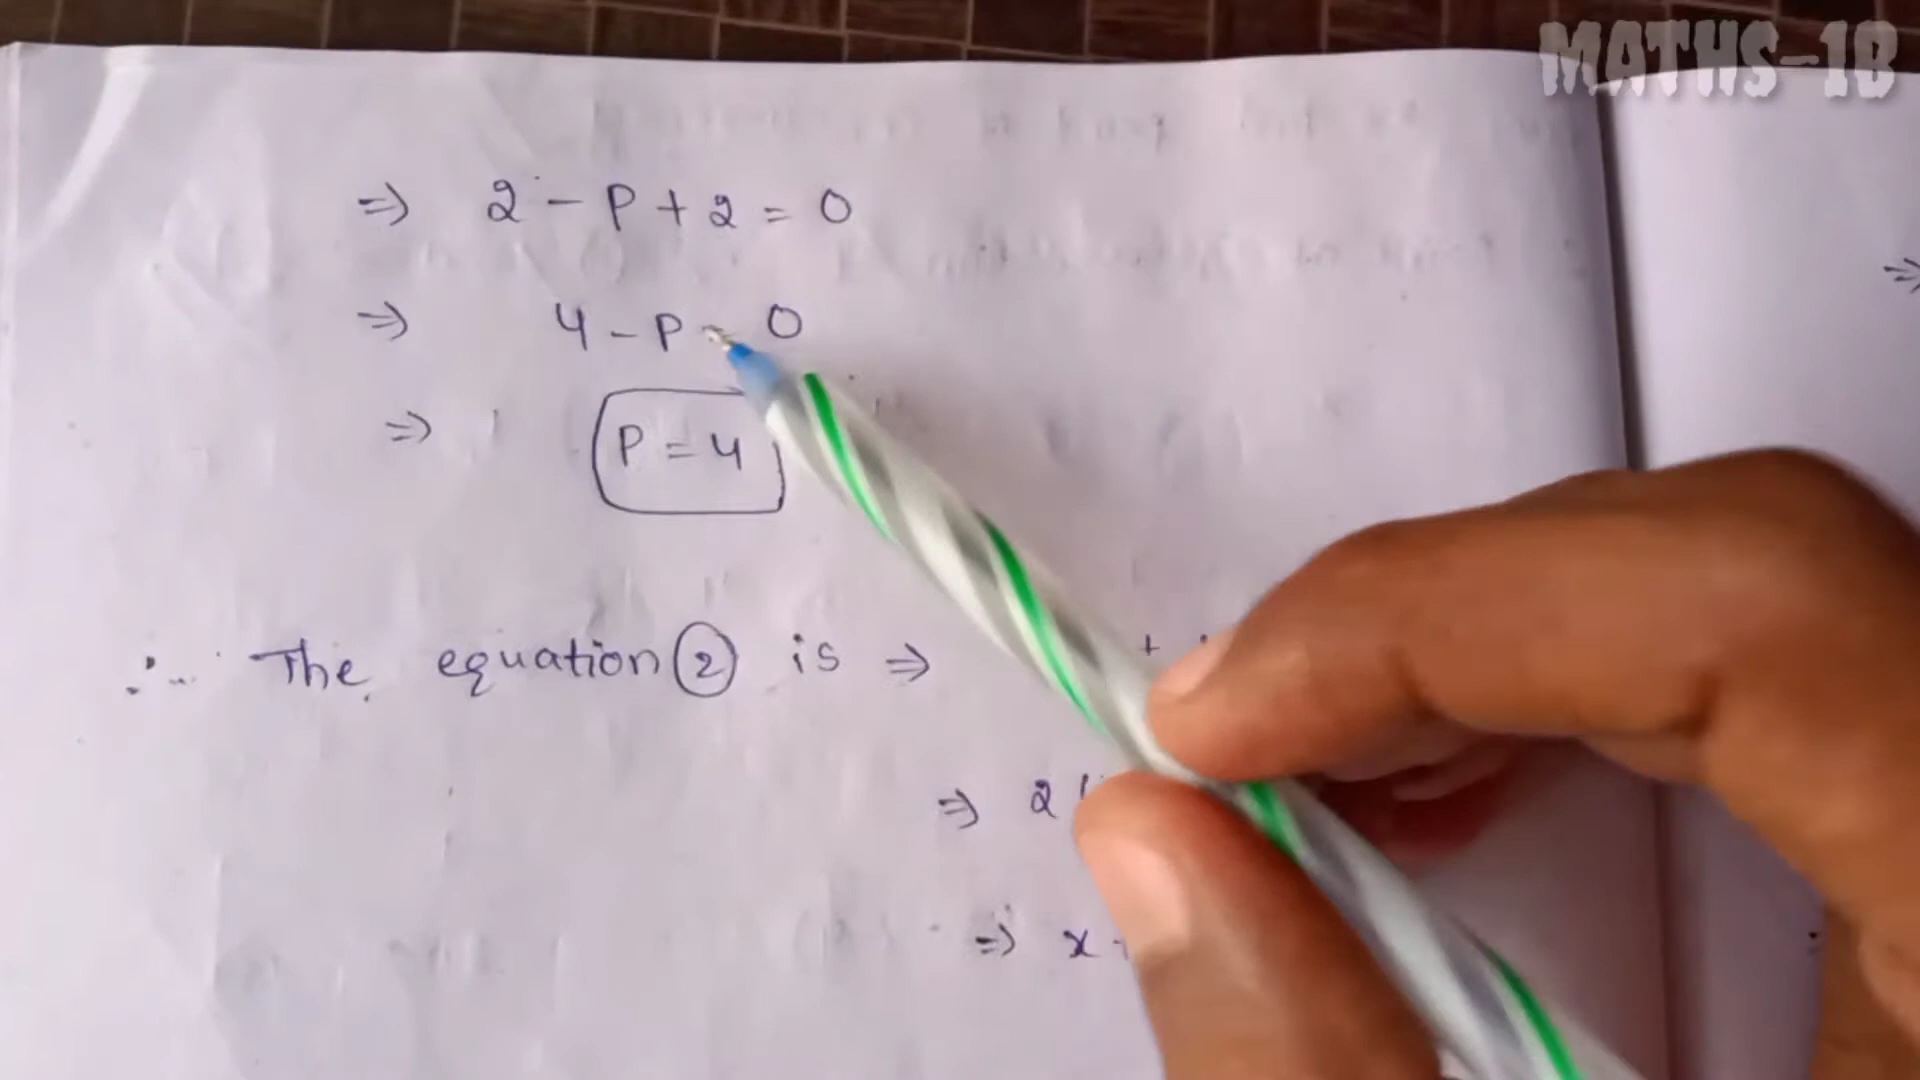 MATHS-1B
⇒ 2 - P + 2 = 0
⇒ 4 - P = 0
⇒ P = 4
∴ The equation ② is ⇒ +
⇒ 2
⇒ x +
⇒